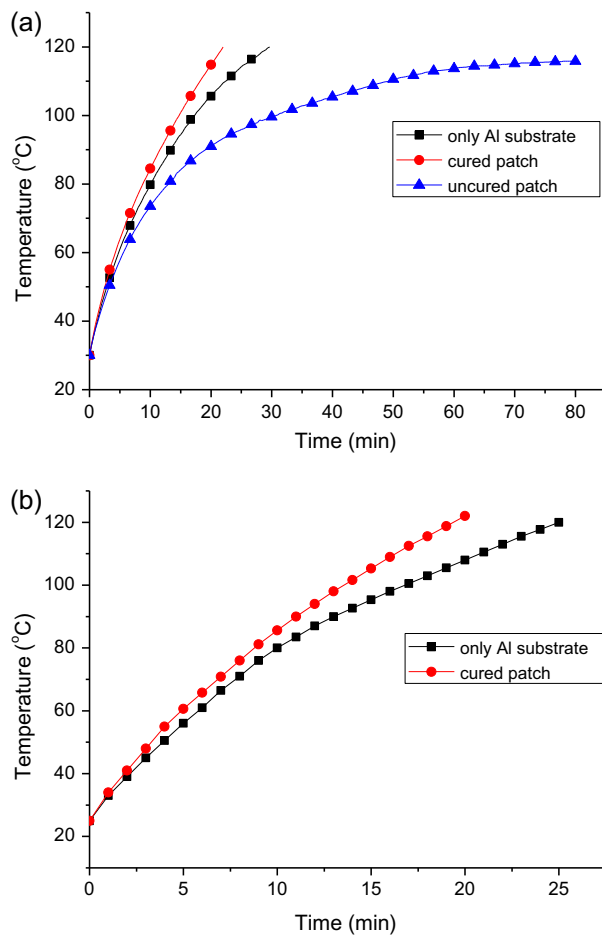 (a)
120
100
80
60
40
20
Temperature (°C)
only Al substrate
cured patch
uncured patch
0 10 20 30 40 50 60 70 80
Time (min)
(b)
120
100
80
60
40
20
Temperature (°C)
only Al substrate
cured patch
0 5 10 15 20 25
Time (min)